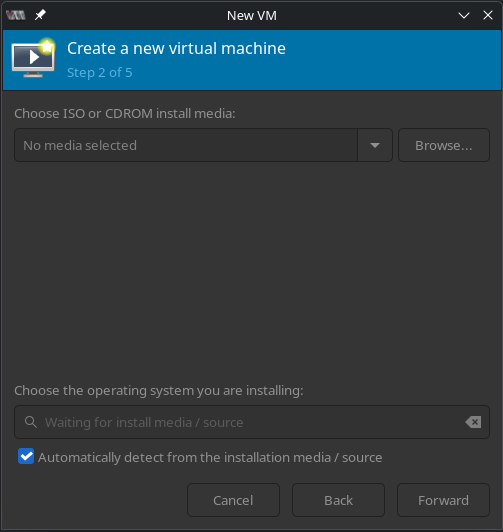 New VM
Create a new virtual machine
Step 2 of 5
Choose ISO or CDROM install media:
No media selected
Browse...
Choose the operating system you are installing:
Waiting for install media / source
Automatically detect from the installation media / source
Cancel
Back
Forward